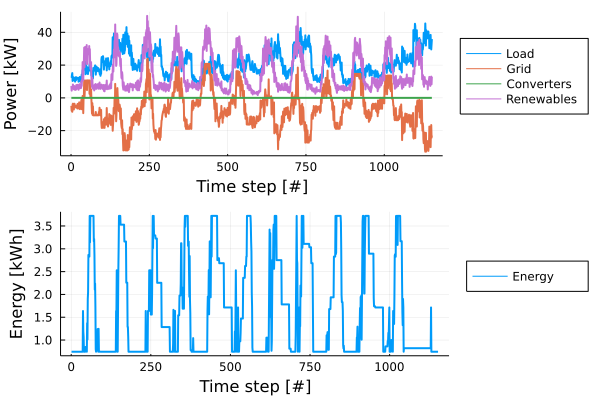 Power [kW]
40
20
0
−20
0
250
500
750
1000
Time step [#]
Load
Grid
Converters
Renewables
Energy [kWh]
3.5
3.0
2.5
2.0
1.5
1.0
0
250
500
750
1000
Time step [#]
Energy